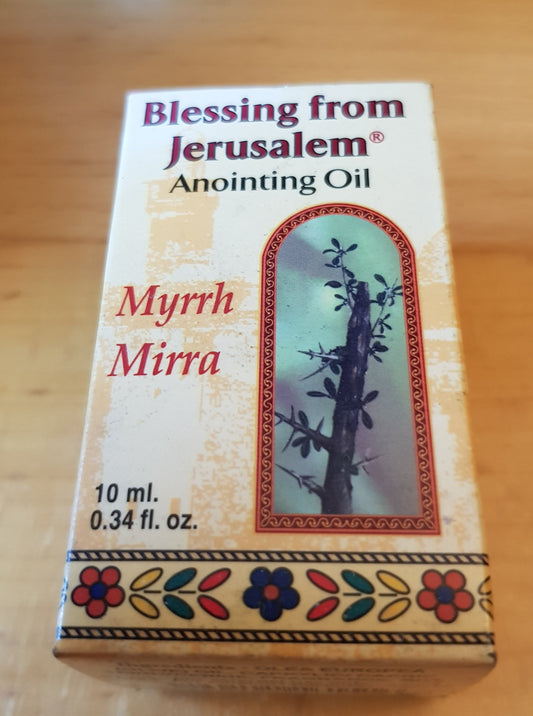 Blessing from
Jerusalem®
Anointing Oil
Myrrh
Mirra
10 ml.
0.34 fl. oz.